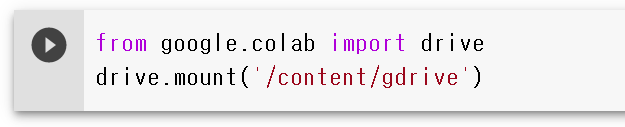 from google.colab import drive
drive.mount('/content/gdrive')